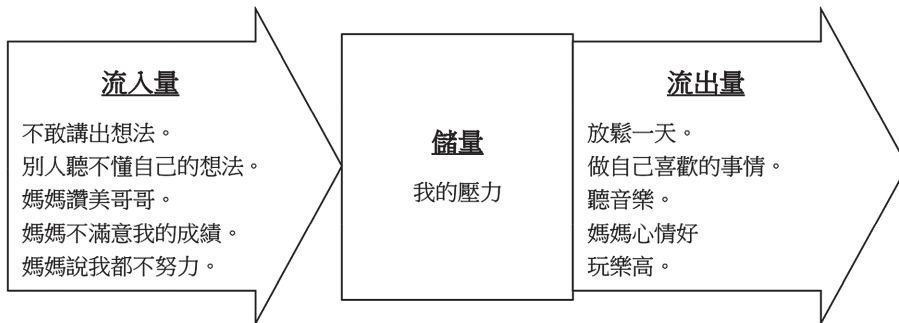 流入量
不敢講出想法。
別人聽不懂自己的想法。
媽媽讚美哥哥。
媽媽不滿意我的成績。
媽媽說我都不努力。
儲量
我的壓力
流出量
放鬆一天。
做自己喜歡的事情。
聽音樂。
媽媽心情好
玩樂高。